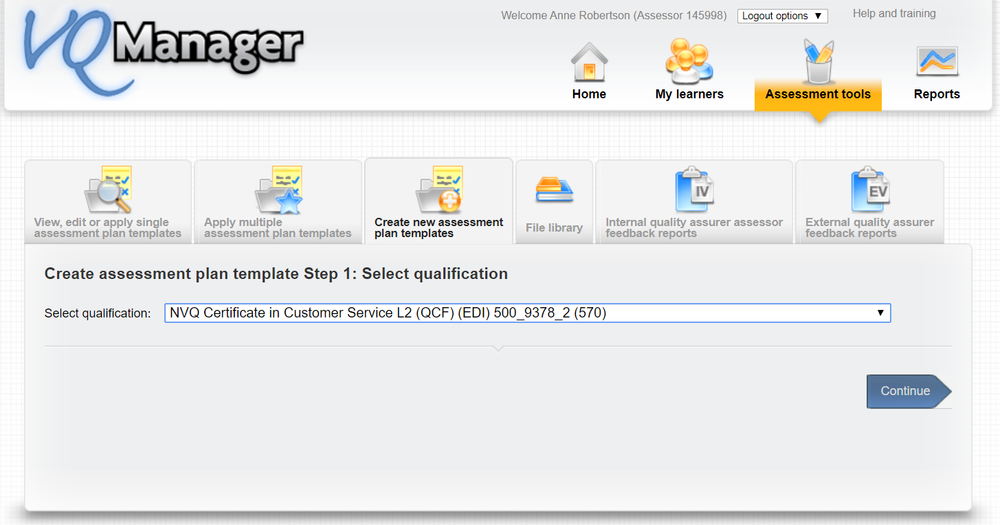 VQManager
Welcome Anne Robertson (Assessor 145998)
Logout options ▼
Help and training
Home
My learners
Assessment tools
Reports
View, edit or apply single
assessment plan templates
Apply multiple
assessment plan templates
Create new assessment
plan templates
File library
IV
Internal quality assurer assessor
feedback reports
EV
External quality assurer
feedback reports
Create assessment plan template Step 1: Select qualification
Select qualification:
NVQ Certificate in Customer Service L2 (QCF) (EDI) 500_9378_2 (570) ▼
Continue